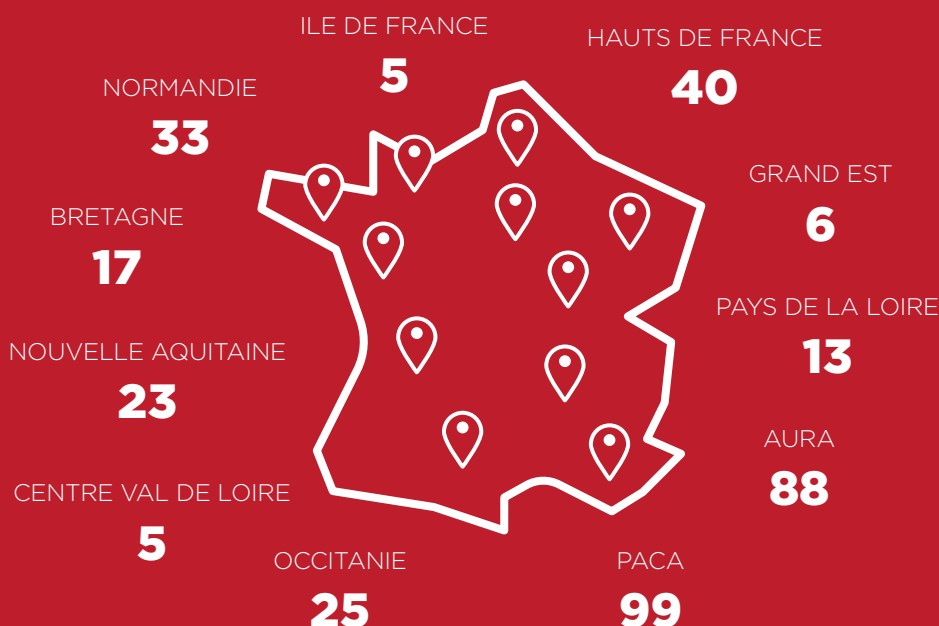 ILE DE FRANCE
5
HAUTS DE FRANCE
40
NORMANDIE
33
GRAND EST
6
BRETAGNE
17
PAYS DE LA LOIRE
13
NOUVELLE AQUITAINE
23
AURA
88
CENTRE VAL DE LOIRE
5
OCCITANIE
25
PACA
99